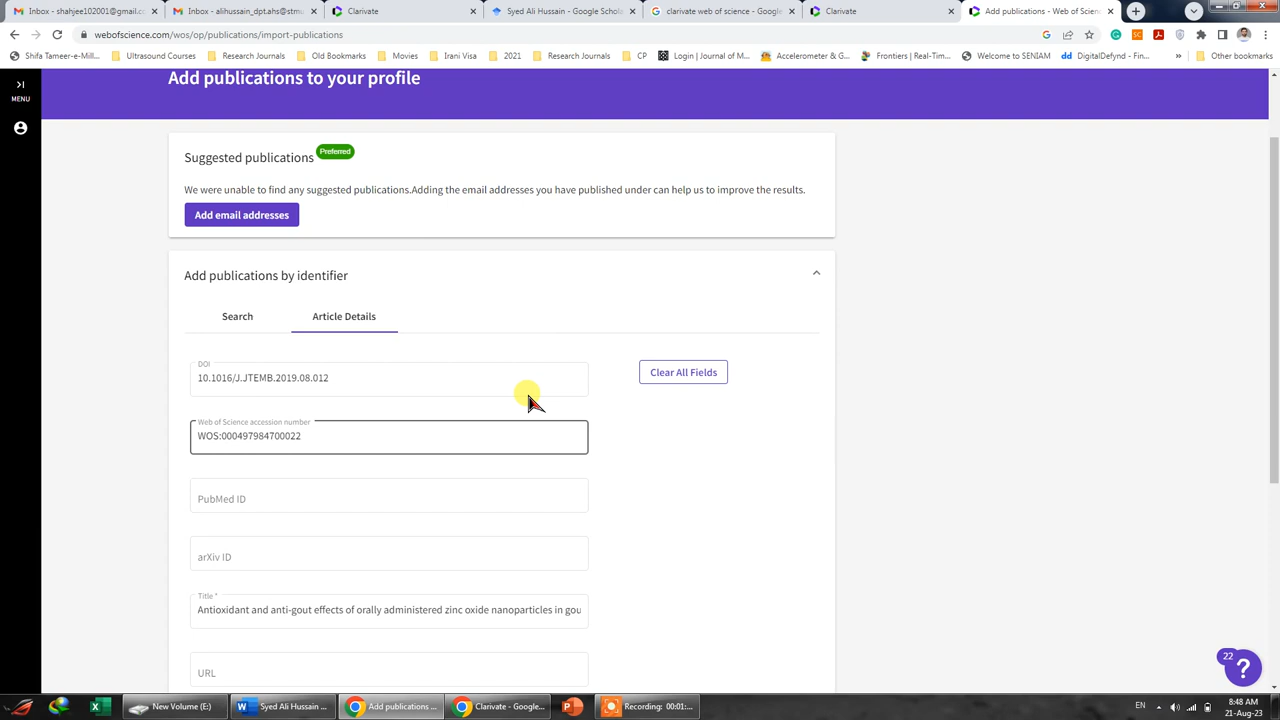 Inbox - shahjee102001@gmail.co
Inbox - alihussain_dpt.ahs@stmu
Clarivate
Syed Ali Hussain - Google Schola
clarivate web of science - Google
Clarivate
Add publications - Web of Scienc
webofscience.com/wos/op/publications/import-publications
Shifa Tameer-e-Mill...
Ultrasound Courses
Research Journals
Old Bookmarks
Movies
Irani Visa
2021
Research Journals
CP
Login | Journal of M...
Accelerometer & G...
Frontiers | Real-Tim...
Welcome to SENIAM
dd DigitalDefynd - Fin...
»
Other bookmarks
MENU
Add publications to your profile
Suggested publications Preferred
We were unable to find any suggested publications.Adding the email addresses you have published under can help us to improve the results.
Add email addresses
Add publications by identifier
Search
Article Details
DOI
10.1016/J.JTEMB.2019.08.012
Clear All Fields
Web of Science accession number
WOS:000497984700022
PubMed ID
arXiv ID
Title *
Antioxidant and anti-gout effects of orally administered zinc oxide nanoparticles in gou
URL
22
?
New Volume (E:)
Syed Ali Hussain ...
Add publications ...
Clarivate - Google...
Recording: 00:01:...
EN
8:48 AM
21-Aug-23